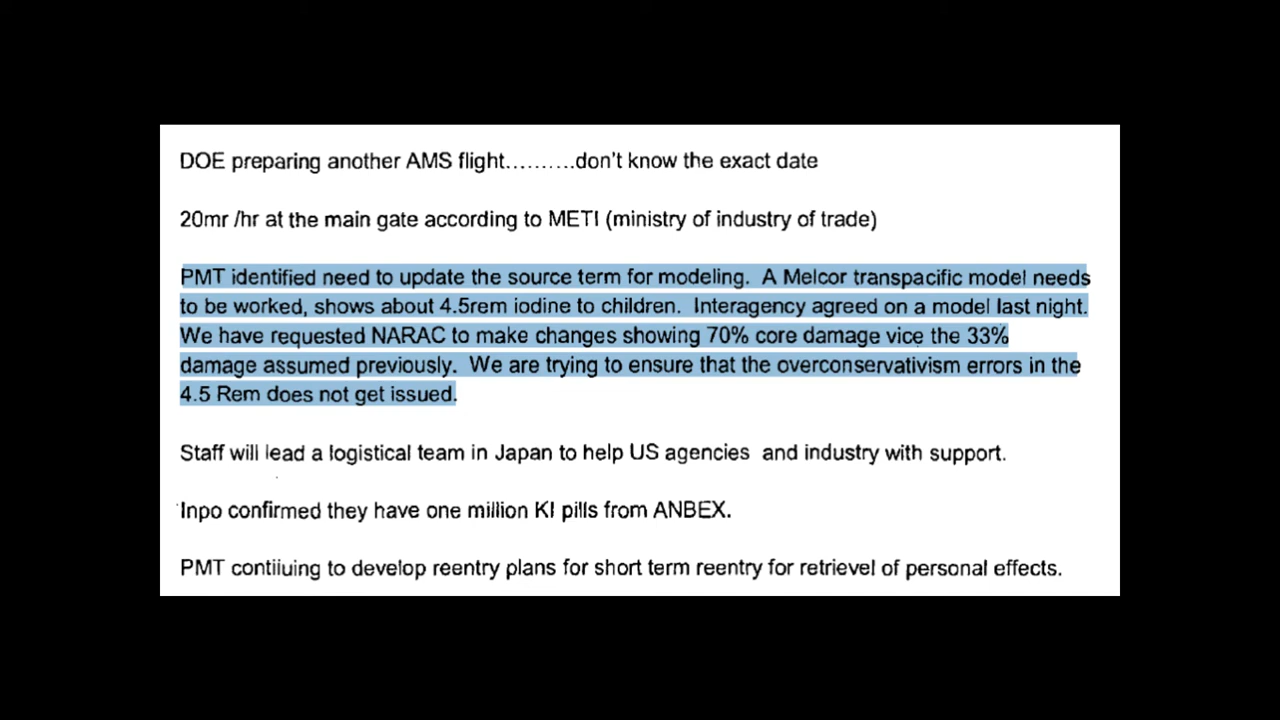 DOE preparing another AMS flight..........don't know the exact date
20mr /hr at the main gate according to METI (ministry of industry of trade)
PMT identified need to update the source term for modeling.  A Melcor transpacific model needs
to be worked, shows about 4.5rem iodine to children.  Interagency agreed on a model last night.
We have requested NARAC to make changes showing 70% core damage vice the 33%
damage assumed previously.  We are trying to ensure that the overconservativism errors in the
4.5 Rem does not get issued.
Staff will lead a logistical team in Japan to help US agencies  and industry with support.
Inpo confirmed they have one million KI pills from ANBEX.
PMT contiiuing to develop reentry plans for short term reentry for retrievel of personal effects.